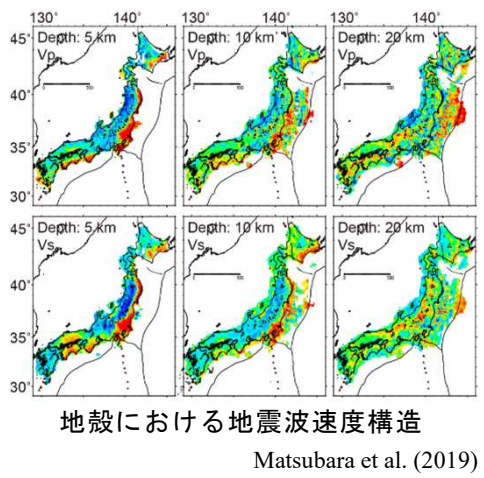 130° 140° 130° 140° 130° 140°
45° Depth: 5 km Depth: 10 km Depth: 20 km
Vp Vp Vp
40°
35°
30°
45° Depth: 5 km Depth: 10 km Depth: 20 km
Vs Vs Vs
40°
35°
30°
地殻における地震波速度構造
Matsubara et al. (2019)